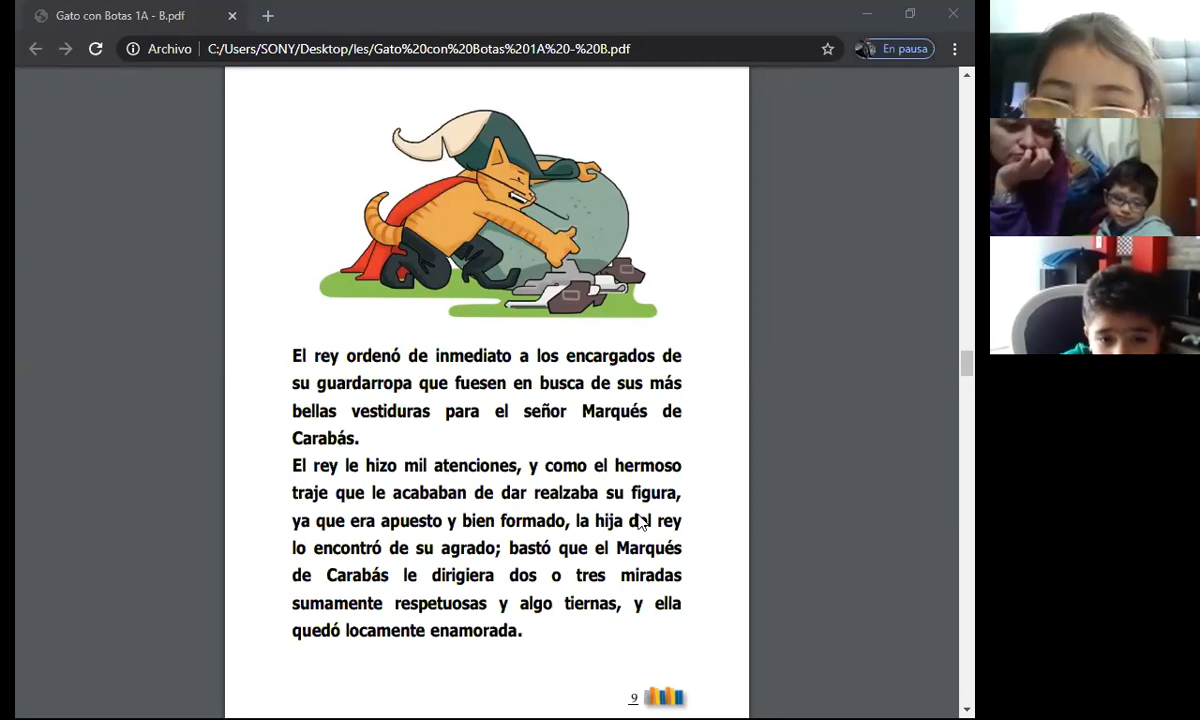 Gato con Botas 1A - B.pdf
Archivo
C:/Users/SONY/Desktop/les/Gato%20con%20Botas%201A%20-%20B.pdf
En pausa
El rey ordenó de inmediato a los encargados de
su guardarropa que fuesen en busca de sus más
bellas vestiduras para el señor Marqués de
Carabás.
El rey le hizo mil atenciones, y como el hermoso
traje que le acababan de dar realzaba su figura,
ya que era apuesto y bien formado, la hija del rey
lo encontró de su agrado; bastó que el Marqués
de Carabás le dirigiera dos o tres miradas
sumamente respetuosas y algo tiernas, y ella
quedó locamente enamorada.
9